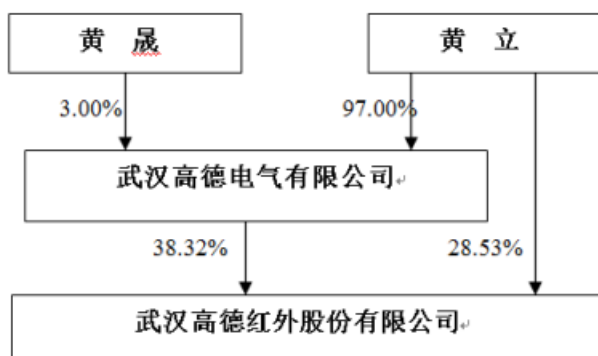 黄 晟
黄 立
3.00%
97.00%
武汉高德电气有限公司
38.32%
28.53%
武汉高德红外股份有限公司